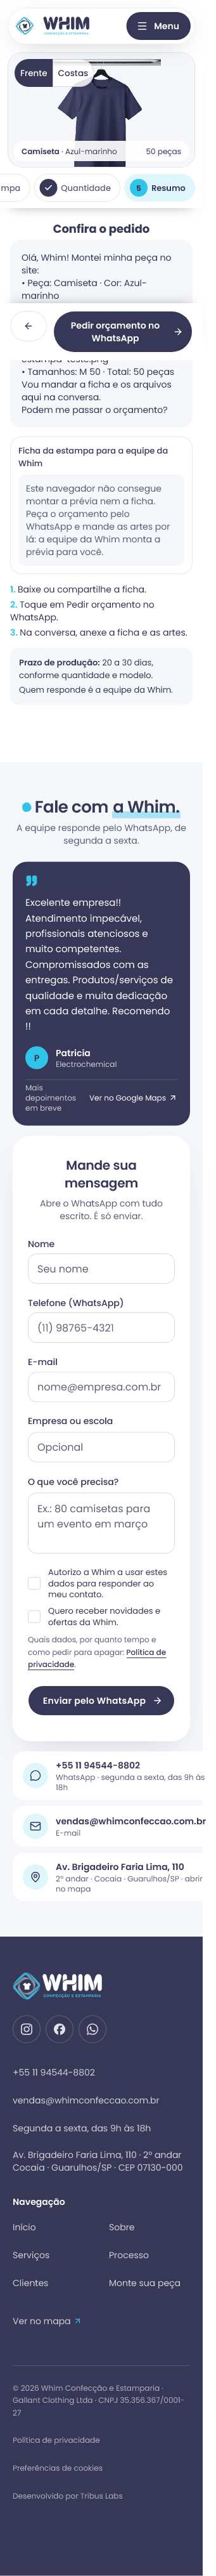 WHIM
CONFECÇÃO E ESTAMPARIA
Menu
Frente
Costas
Camiseta · Azul-marinho
50 peças
mpa
Quantidade
5
Resumo
Confira o pedido
Olá, Whim! Montei minha peça no
site:
• Peça: Camiseta · Cor: Azul-
marinho
Pedir orçamento no
WhatsApp
estampa-teste.png
• Tamanhos: M 50 · Total: 50 peças
Vou mandar a ficha e os arquivos
aqui na conversa.
Podem me passar o orçamento?
Ficha da estampa para a equipe da
Whim
Este navegador não consegue
montar a prévia nem a ficha.
Peça o orçamento pelo
WhatsApp e mande as artes por
lá: a equipe da Whim monta a
prévia para você.
1. Baixe ou compartilhe a ficha.
2. Toque em Pedir orçamento no
WhatsApp.
3. Na conversa, anexe a ficha e as artes.
Prazo de produção: 20 a 30 dias,
conforme quantidade e modelo.
Quem responde é a equipe da Whim.
Fale com a Whim.
A equipe responde pelo WhatsApp, de
segunda a sexta.
Excelente empresa!!
Atendimento impecável,
profissionais atenciosos e
muito competentes.
Compromissados com as
entregas. Produtos/serviços de
qualidade e muita dedicação
em cada detalhe. Recomendo
!!
P
Patricia
Electrochemical
Mais
depoimentos
em breve
Ver no Google Maps
Mande sua
mensagem
Abre o WhatsApp com tudo
escrito. É só enviar.
Nome
Seu nome
Telefone (WhatsApp)
(11) 98765-4321
E-mail
nome@empresa.com.br
Empresa ou escola
Opcional
O que você precisa?
Ex.: 80 camisetas para
um evento em março
Autorizo a Whim a usar estes
dados para responder ao
meu contato.
Quero receber novidades e
ofertas da Whim.
Quais dados, por quanto tempo e
como pedir para apagar: Política de
privacidade.
Enviar pelo WhatsApp
+55 11 94544-8802
WhatsApp · segunda a sexta, das 9h às
18h
vendas@whimconfeccao.com.br
E-mail
Av. Brigadeiro Faria Lima, 110
2º andar · Cocaia · Guarulhos/SP · abrir
no mapa
WHIM
CONFECÇÃO E ESTAMPARIA
+55 11 94544-8802
vendas@whimconfeccao.com.br
Segunda a sexta, das 9h às 18h
Av. Brigadeiro Faria Lima, 110 · 2º andar
Cocaia · Guarulhos/SP · CEP 07130-000
Navegação
Início
Sobre
Serviços
Processo
Clientes
Monte sua peça
Ver no mapa
© 2026 Whim Confecção e Estamparia ·
Gallant Clothing Ltda · CNPJ 35.356.367/0001-
27
Política de privacidade
Preferências de cookies
Desenvolvido por Tribus Labs